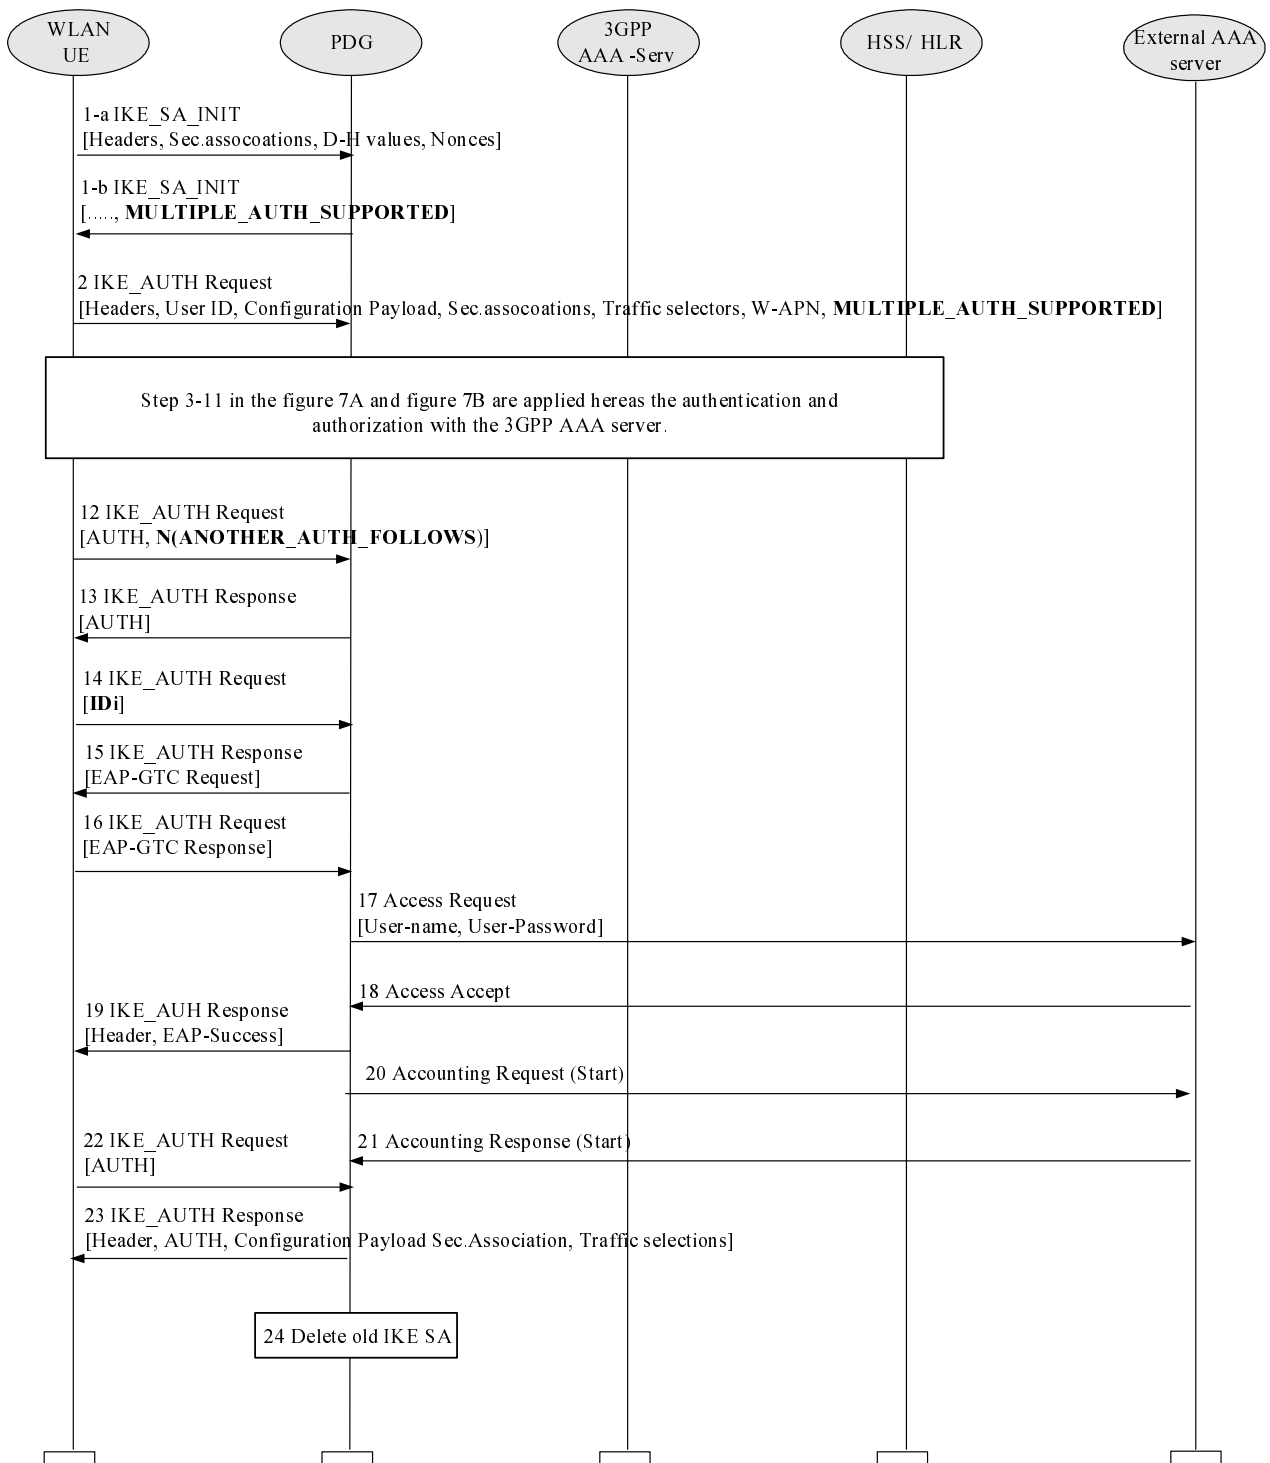 WLAN
UE
PDG
3GPP
AAA -Serv
HSS/ HLR
External AAA
server
1-a IKE_SA_INIT
[Headers, Sec.assocoations, D-H values, Nonces]
1-b IKE_SA_INIT
[....., MULTIPLE_AUTH_SUPPORTED]
2 IKE_AUTH Request
[Headers, User ID, Configuration Payload, Sec.assocoations, Traffic selectors, W-APN, MULTIPLE_AUTH_SUPPORTED]
Step 3-11 in the figure 7A and figure 7B are applied hereas the authentication and
authorization with the 3GPP AAA server.
12 IKE_AUTH Request
[AUTH, N(ANOTHER_AUTH_FOLLOWS)]
13 IKE_AUTH Response
[AUTH]
14 IKE_AUTH Request
[IDi]
15 IKE_AUTH Response
[EAP-GTC Request]
16 IKE_AUTH Request
[EAP-GTC Response]
17 Access Request
[User-name, User-Password]
18 Access Accept
19 IKE_AUH Response
[Header, EAP-Success]
20 Accounting Request (Start)
21 Accounting Response (Start)
22 IKE_AUTH Request
[AUTH]
23 IKE_AUTH Response
[Header, AUTH, Configuration Payload Sec.Association, Traffic selections]
24 Delete old IKE SA